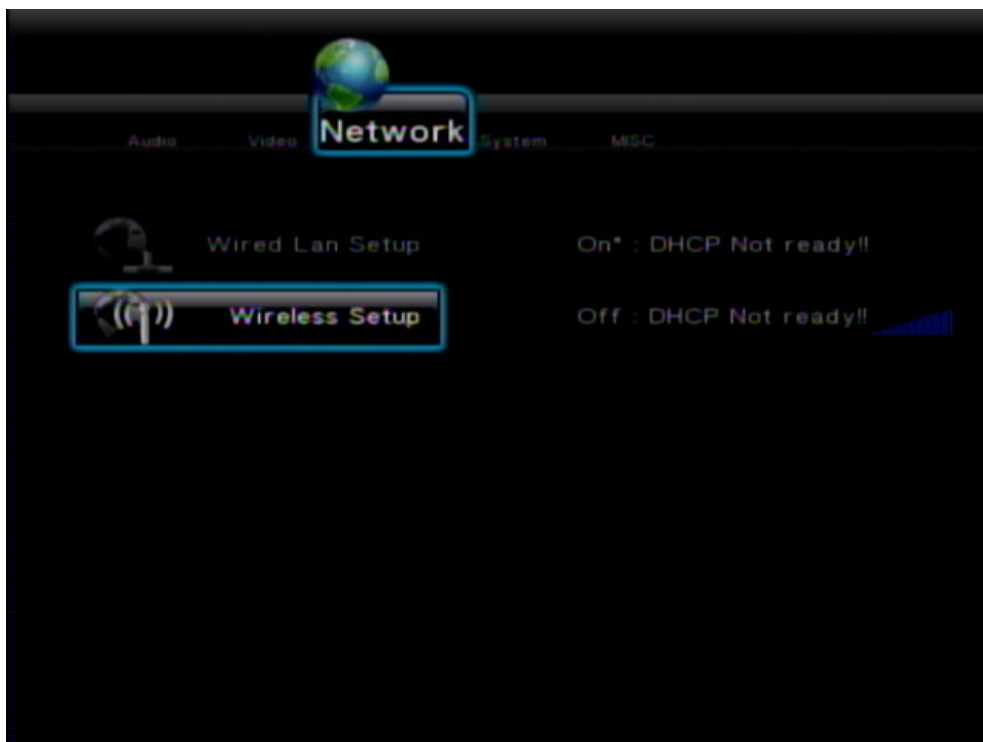 Audio Video Network System MISC
Wired Lan Setup On* : DHCP Not ready!!
Wireless Setup Off : DHCP Not ready!!